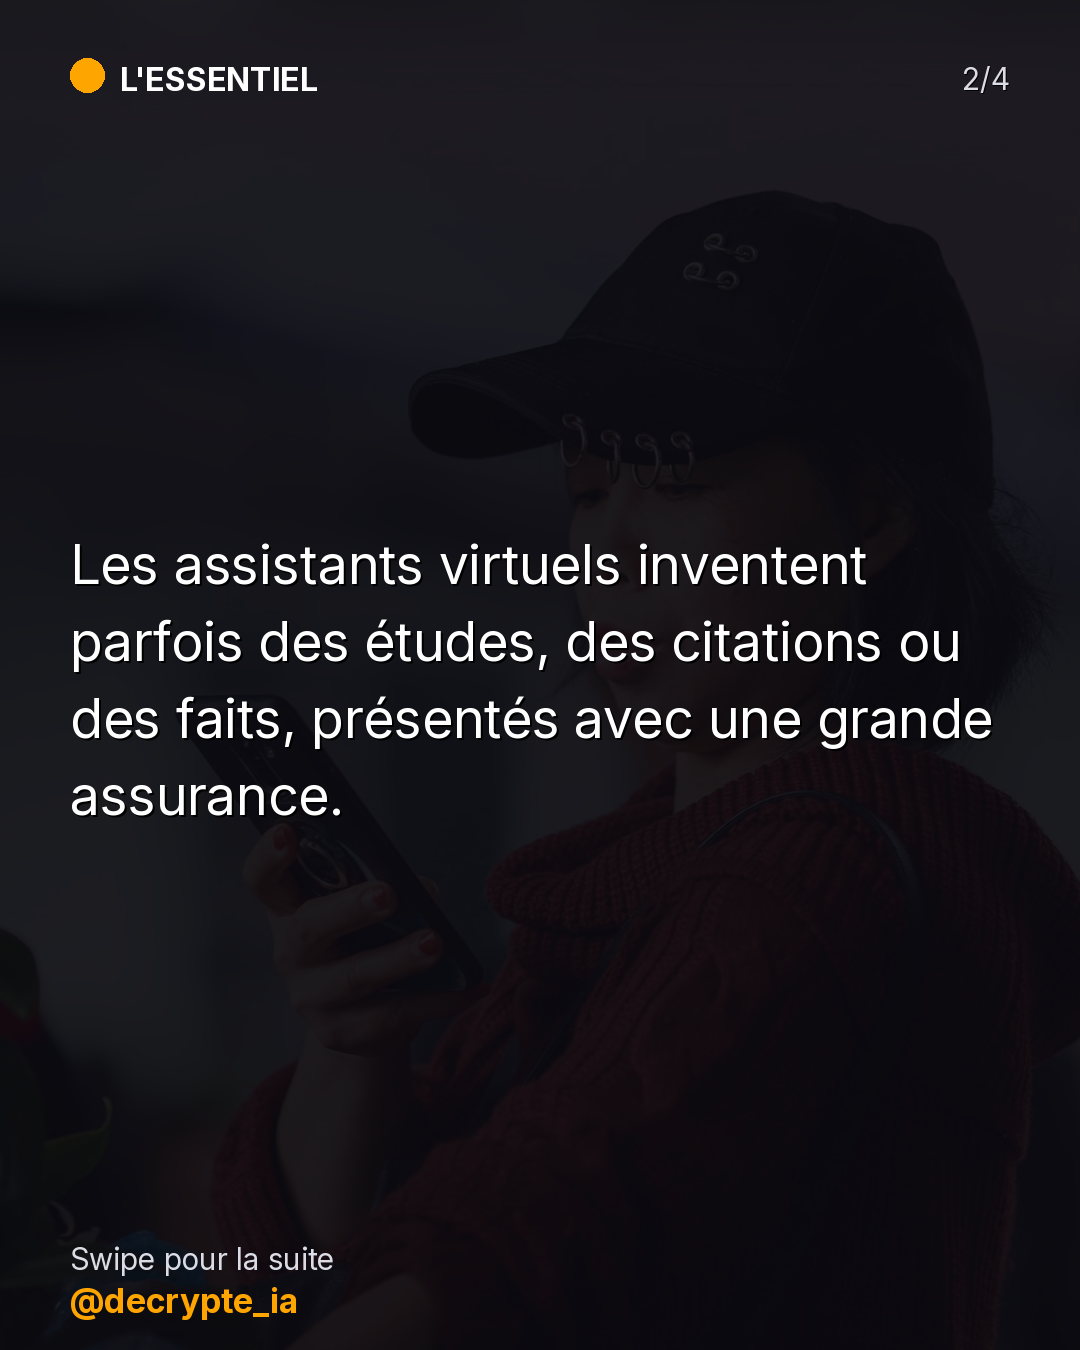 L'ESSENTIEL
2/4
Les assistants virtuels inventent
parfois des études, des citations ou
des faits, présentés avec une grande
assurance.
Swipe pour la suite
@decrypte_ia